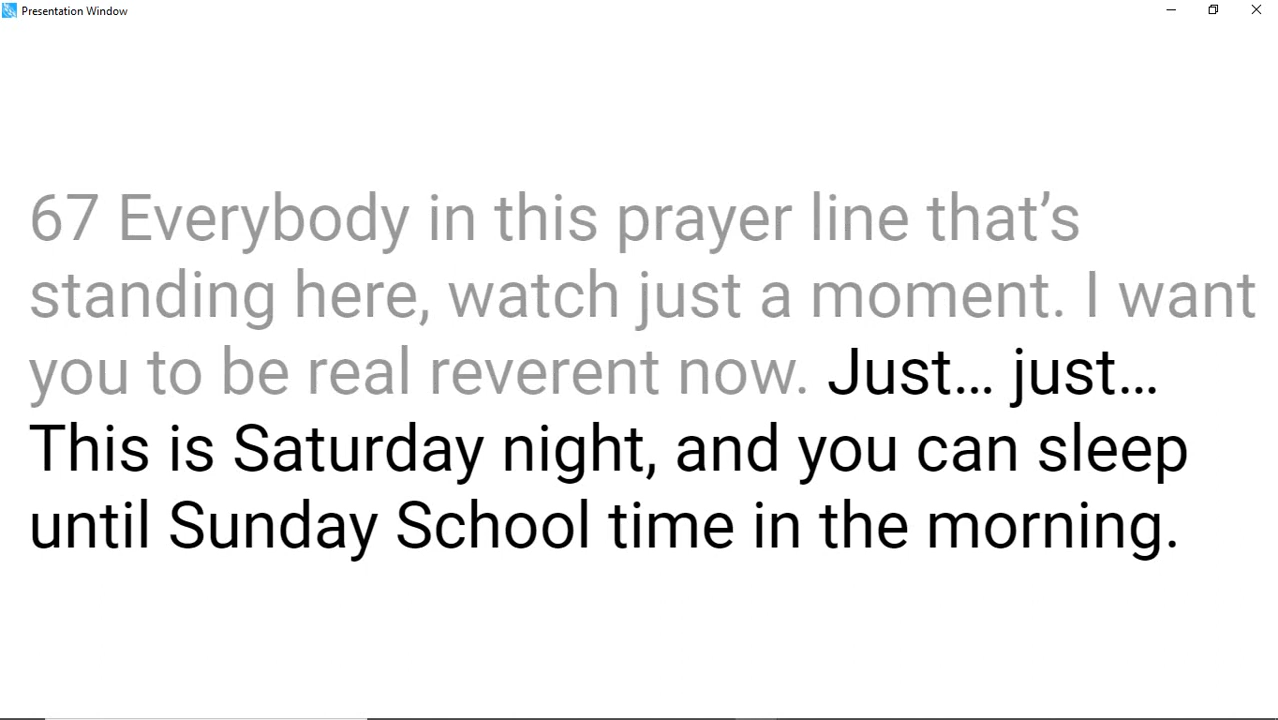 Presentation Window
67 Everybody in this prayer line that’s
standing here, watch just a moment. I want
you to be real reverent now. Just… just…
This is Saturday night, and you can sleep
until Sunday School time in the morning.